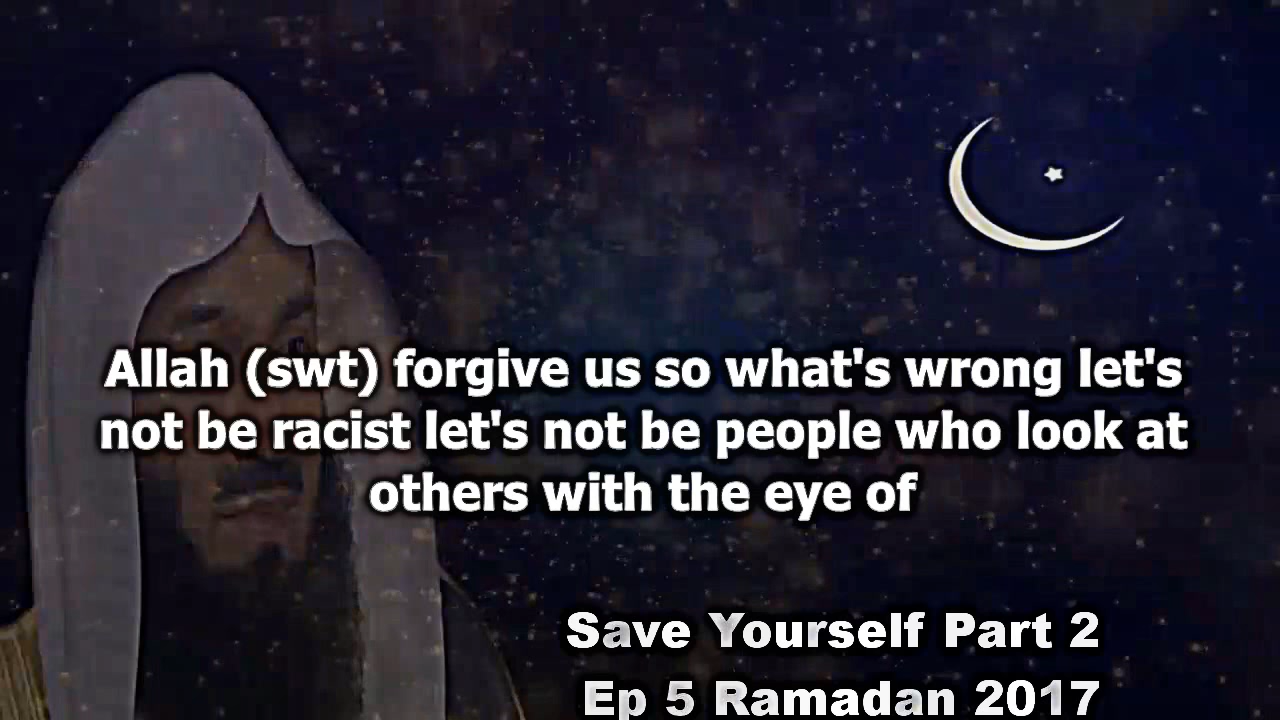 Allah (swt) forgive us so what's wrong let's
not be racist let's not be people who look at
others with the eye of
Save Yourself Part 2
Ep 5 Ramadan 2017